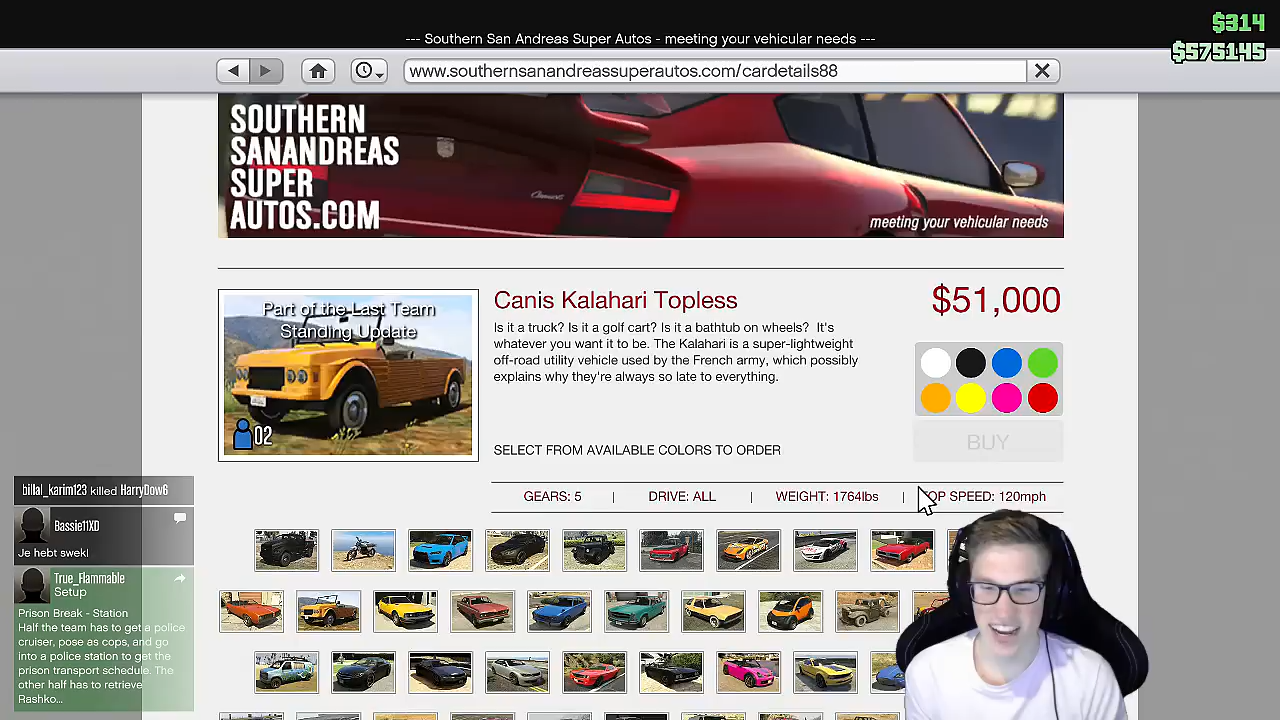 $314
$575145
--- Southern San Andreas Super Autos - meeting your vehicular needs ---
www.southernsanandreassuperautos.com/cardetails88
SOUTHERN
SANANDREAS
SUPER
AUTOS.COM
meeting your vehicular needs
Part of the Last Team
Standing Update
02
Canis Kalahari Topless
$51,000
Is it a truck? Is it a golf cart? Is it a bathtub on wheels? It's
whatever you want it to be. The Kalahari is a super-lightweight
off-road utility vehicle used by the French army, which possibly
explains why they're always so late to everything.
SELECT FROM AVAILABLE COLORS TO ORDER
BUY
GEARS: 5 | DRIVE: ALL | WEIGHT: 1764lbs | TOP SPEED: 120mph
billal_karim123 killed HarryDow6
Bassie11XD
Je hebt swek!
True_Flammable
Setup
Prison Break - Station
Half the team has to get a police
cruiser, pose as cops, and go
into a police station to get the
prison transport schedule. The
other half has to retrieve
Rashko...